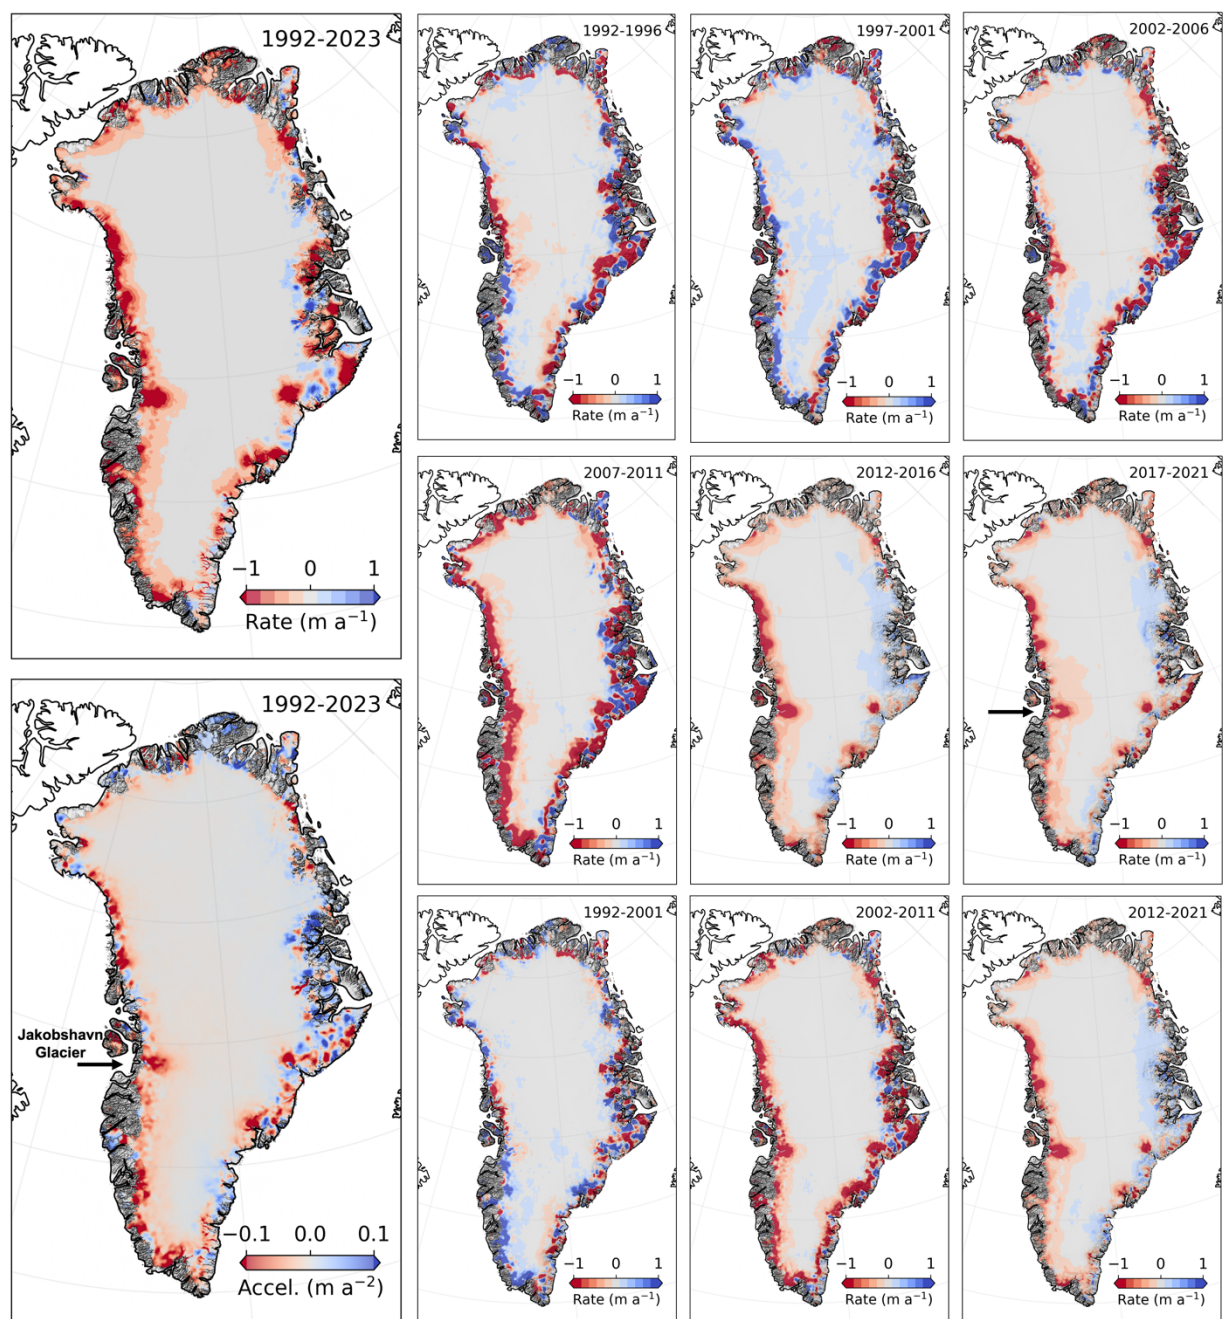 1992-2023
−1 0 1
Rate (m a⁻¹)
1992-1996
−1 0 1
Rate (m a⁻¹)
1997-2001
−1 0 1
Rate (m a⁻¹)
2002-2006
−1 0 1
Rate (m a⁻¹)
2007-2011
−1 0 1
Rate (m a⁻¹)
2012-2016
−1 0 1
Rate (m a⁻¹)
2017-2021
−1 0 1
Rate (m a⁻¹)
1992-2023
Jakobshavn
Glacier
−0.1 0.0 0.1
Accel. (m a⁻²)
1992-2001
−1 0 1
Rate (m a⁻¹)
2002-2011
−1 0 1
Rate (m a⁻¹)
2012-2021
−1 0 1
Rate (m a⁻¹)